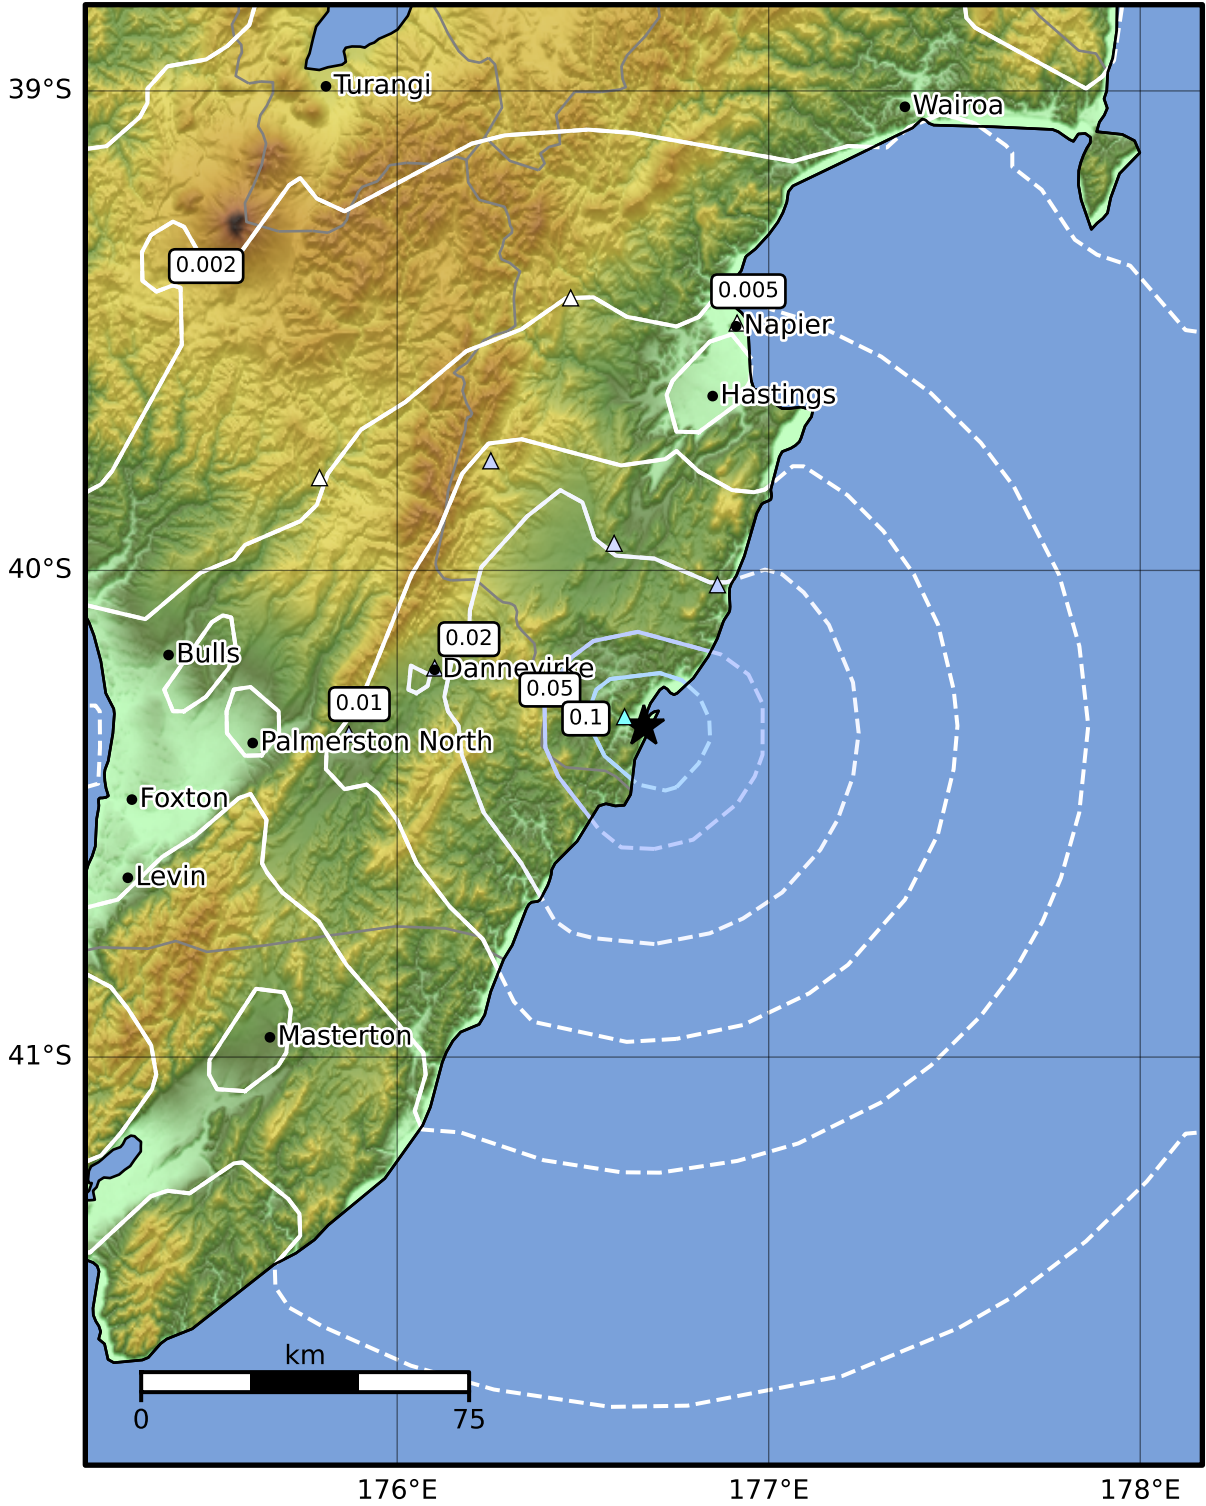 39°S
Turangi
Wairoa
0.002
0.005
Napier
Hastings
40°S
0.02
Bulls
Dannevirke
0.05
0.01
0.1
Palmerston North
Foxton
Levin
Masterton
41°S
km
0
75
176°E
177°E
178°E